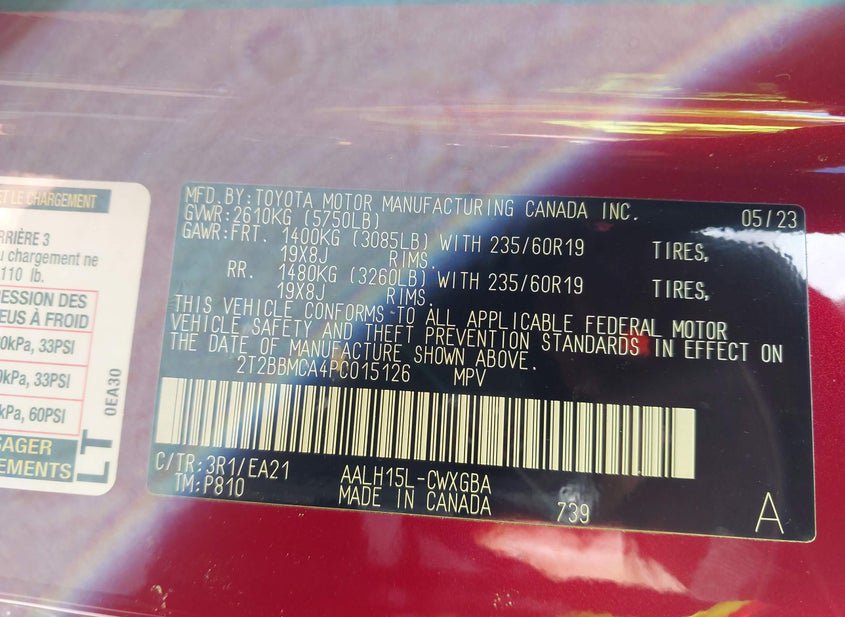 ET LE CHARGEMENT
RRIÈRE 3
u chargement ne
110 lb.
ESSION DES
EUS À FROID
0kPa, 33PSI
kPa, 33PSI
kPa, 60PSI
AGER
EMENTS
LT
0EA30
MFD.BY:TOYOTA MOTOR MANUFACTURING CANADA INC. 05/23
GVWR:2610KG (5750LB)
GAWR:FRT. 1400KG (3085LB) WITH 235/60R19 TIRES,
19X8J RIMS.
RR. 1480KG (3260LB) WITH 235/60R19 TIRES,
19X8J RIMS.
THIS VEHICLE CONFORMS TO ALL APPLICABLE FEDERAL MOTOR
VEHICLE SAFETY AND THEFT PREVENTION STANDARDS IN EFFECT ON
THE DATE OF MANUFACTURE SHOWN ABOVE.
2T2BBMCA4PC015126 MPV
C/TR:3R1/EA21 AALH15L-CWXGBA
TM:P810 MADE IN CANADA 739 A